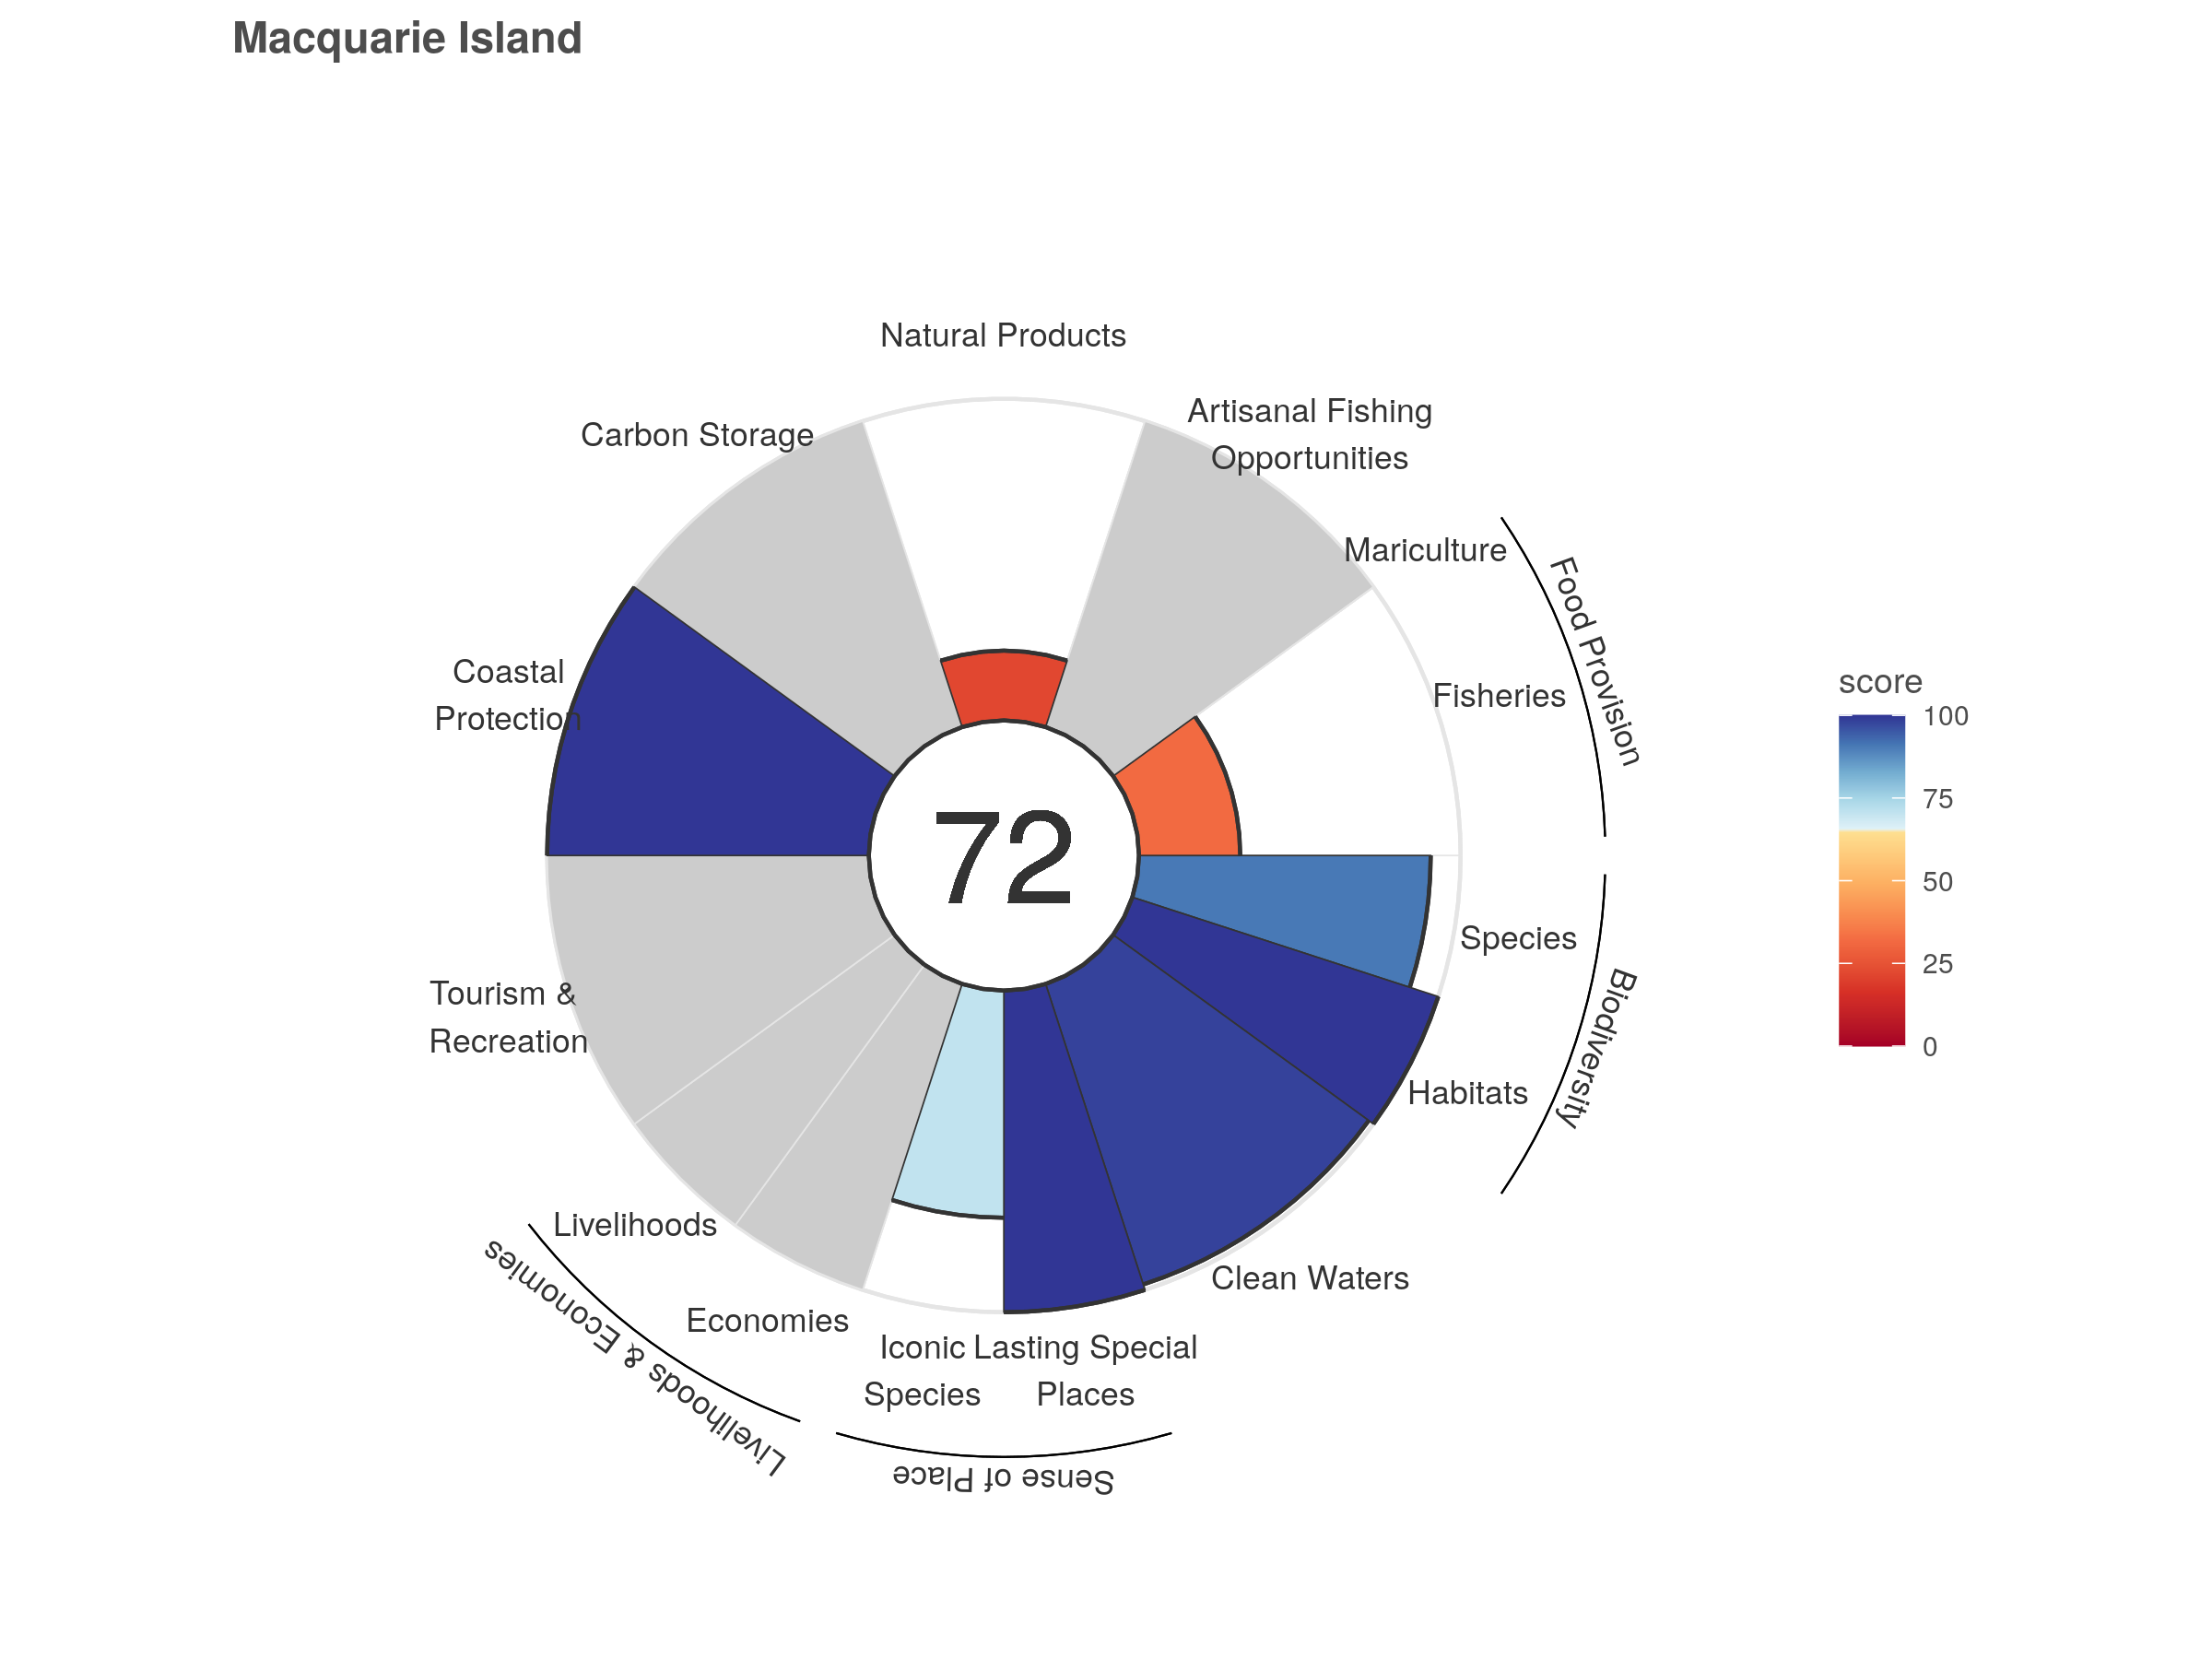 Macquarie Island
Natural Products
Artisanal Fishing
Opportunities
Carbon Storage
Mariculture
Food Provision
Fisheries
Coastal
Protection
72
score
100
75
50
25
0
Species
Biodiversity
Habitats
Tourism &
Recreation
Livelihoods
Livelihoods & Economies
Economies
Clean Waters
Iconic
Species
Lasting Special
Places
Sense of Place